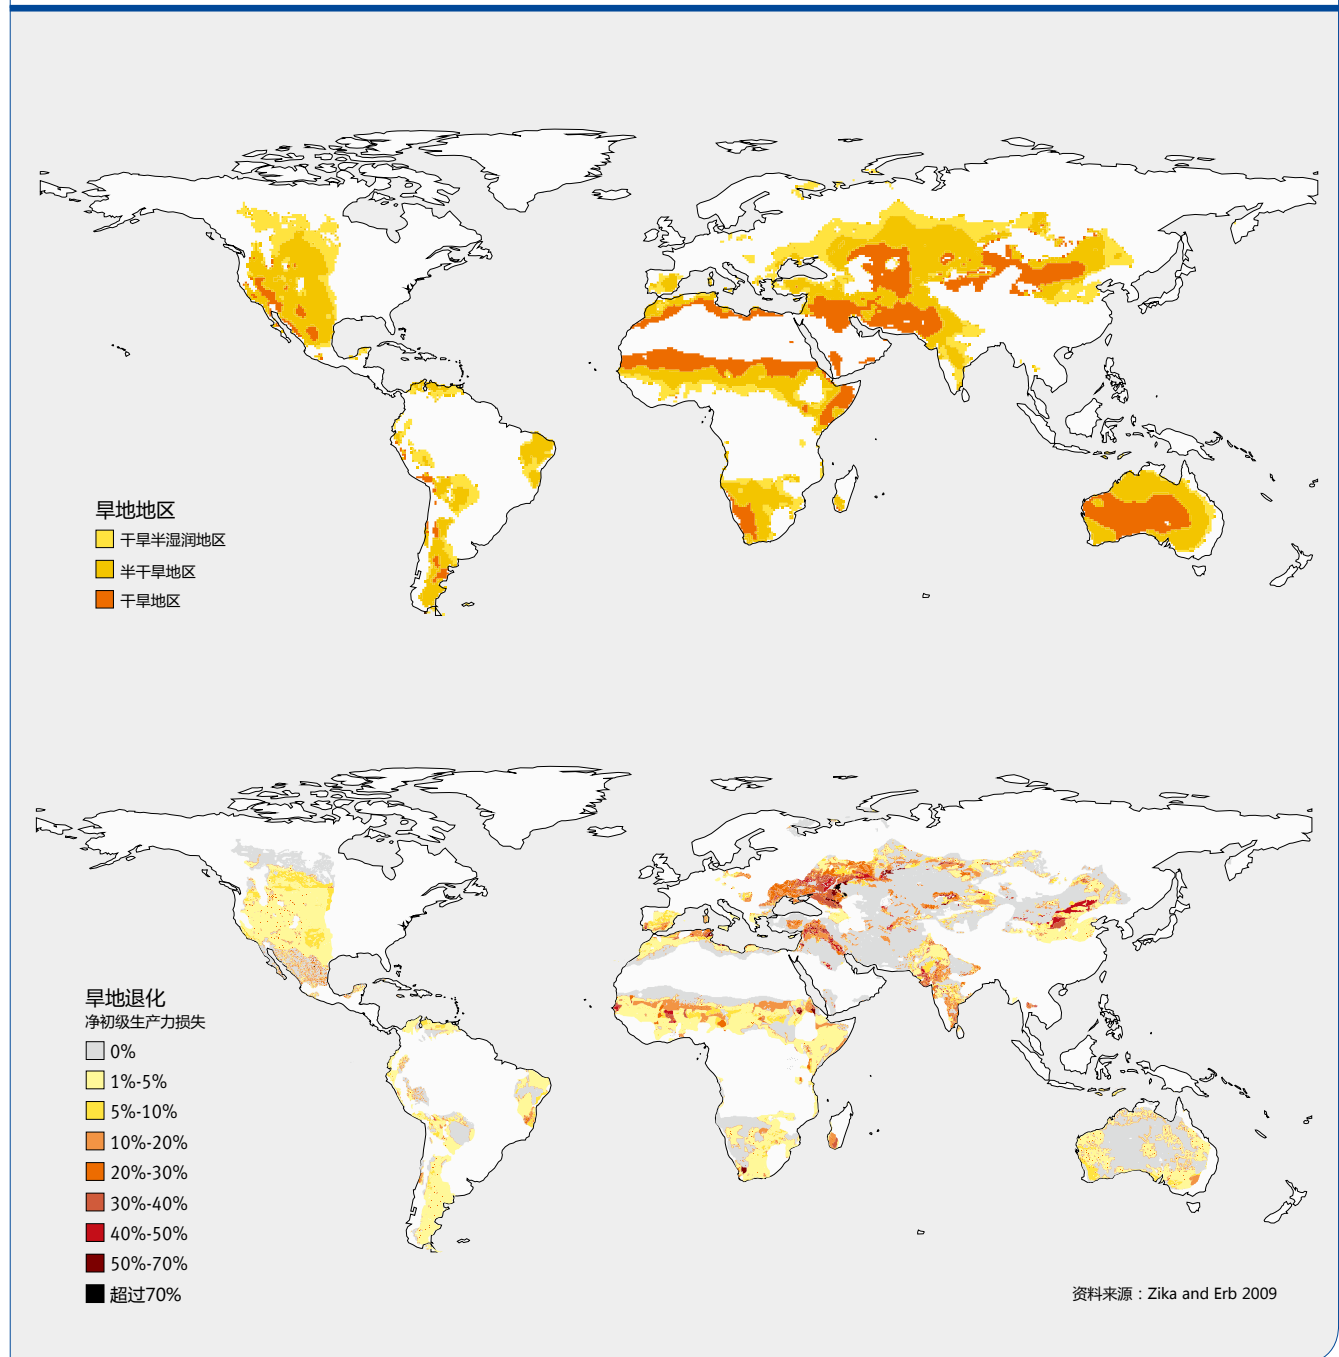 旱地地区
干旱半湿润地区
半干旱地区
干旱地区
旱地退化
净初级生产力损失
0%
1%-5%
5%-10%
10%-20%
20%-30%
30%-40%
40%-50%
50%-70%
超过70%
资料来源：Zika and Erb 2009